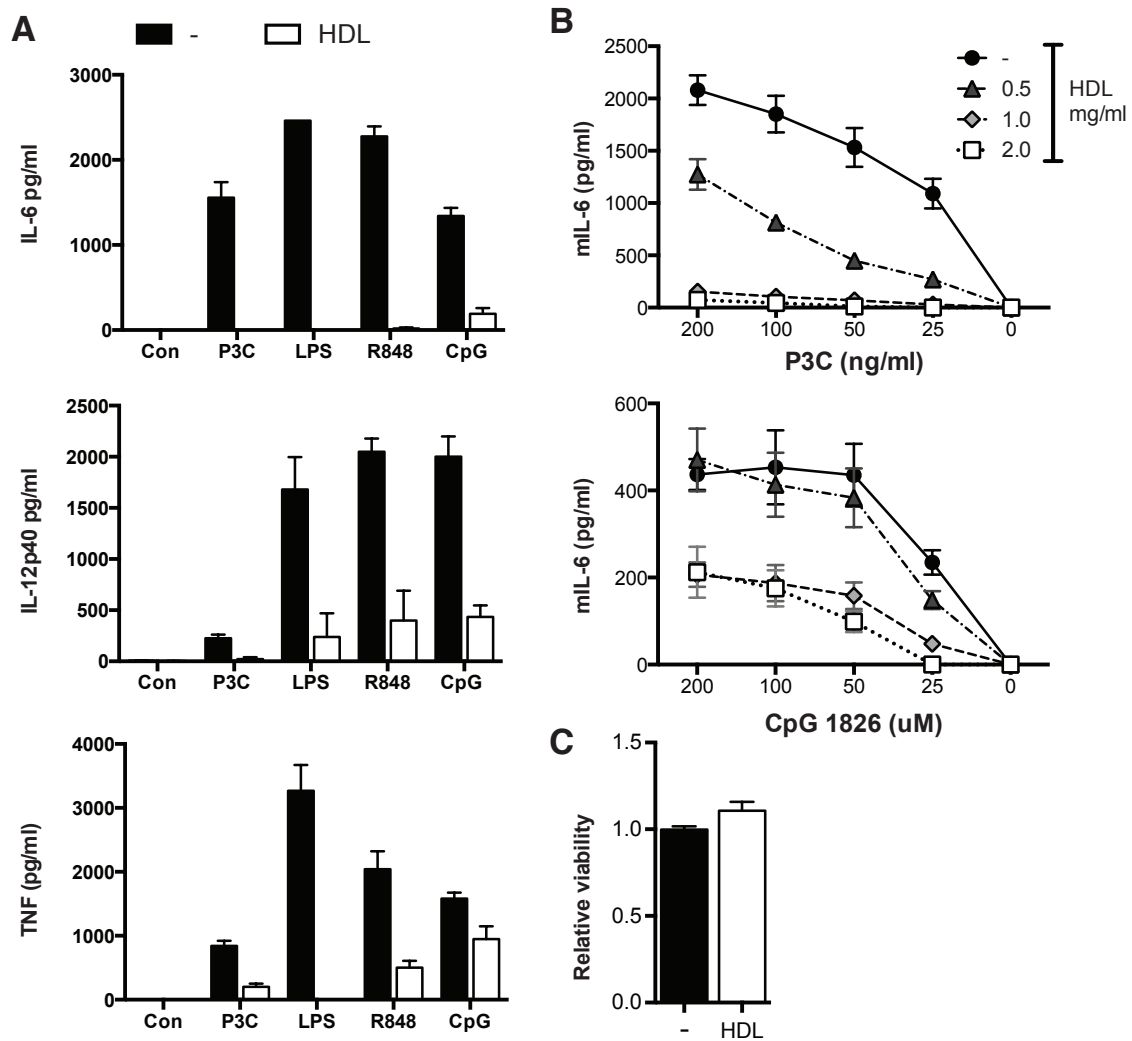 A
- HDL
IL-6 pg/ml
3000
2000
1000
0
Con P3C LPS R848 CpG
IL-12p40 pg/ml
2500
2000
1500
1000
500
0
Con P3C LPS R848 CpG
TNF (pg/ml)
4000
3000
2000
1000
0
Con P3C LPS R848 CpG
B
-
0.5
1.0
2.0
HDL
mg/ml
mIL-6 (pg/ml)
2500
2000
1500
1000
500
0
200 100 50 25 0
P3C (ng/ml)
mIL-6 (pg/ml)
600
400
200
0
200 100 50 25 0
CpG 1826 (uM)
C
Relative viability
1.5
1.0
0.5
0.0
- HDL